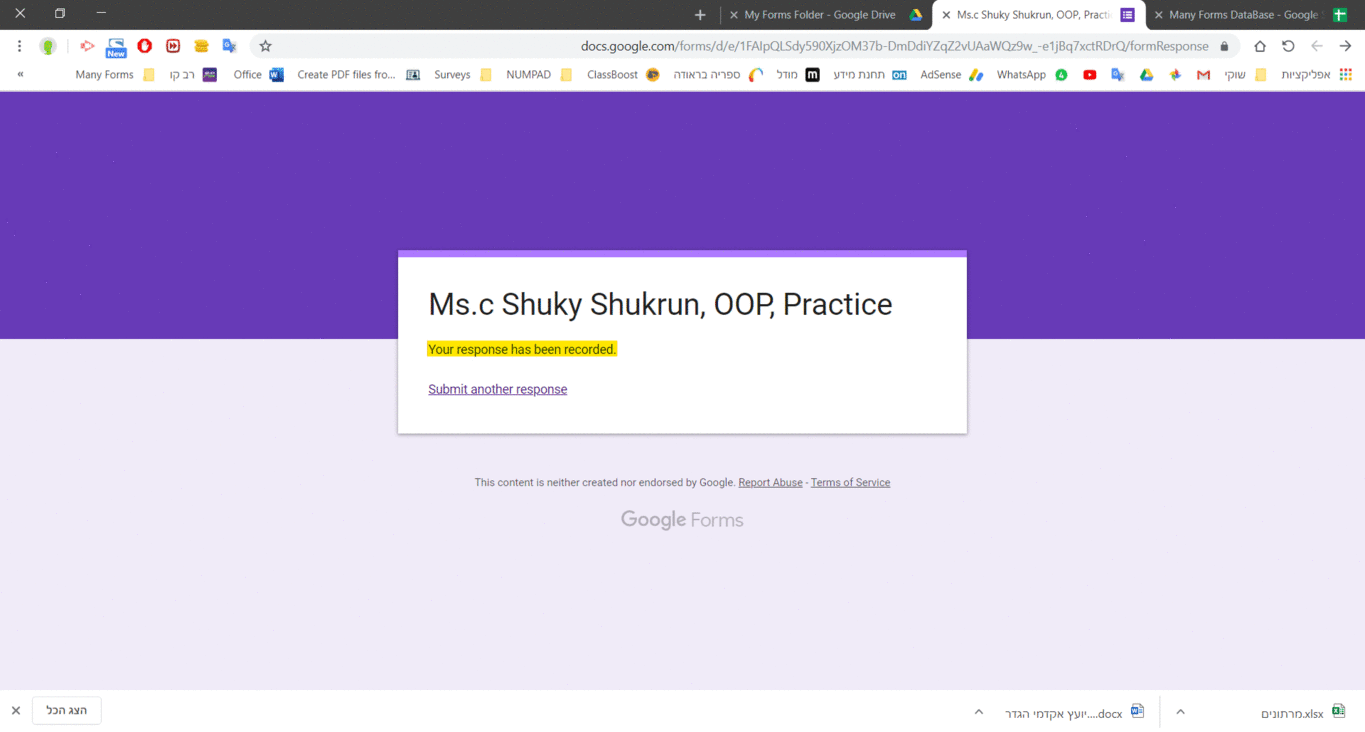 My Forms Folder - Google Drive
Ms.c Shuky Shukrun, OOP, Practi
Many Forms DataBase - Google
docs.google.com/forms/d/e/1FAIpQLSdy590XjzOM37b-DmDdiYZqZ2vUAaWQz9w_-e1jBq7xctRDrQ/formResponse
New
« Many Forms רב קו Office Create PDF files fro... Surveys NUMPAD ClassBoost ספריה בראודה מודל m תחנת מידע on AdSense WhatsApp שוקי אפליקציות
Ms.c Shuky Shukrun, OOP, Practice
Your response has been recorded.
Submit another response
This content is neither created nor endorsed by Google. Report Abuse - Terms of Service
Google Forms
הצג הכל
יועץ אקדמי הגדר....docx
מרתונים.xlsx